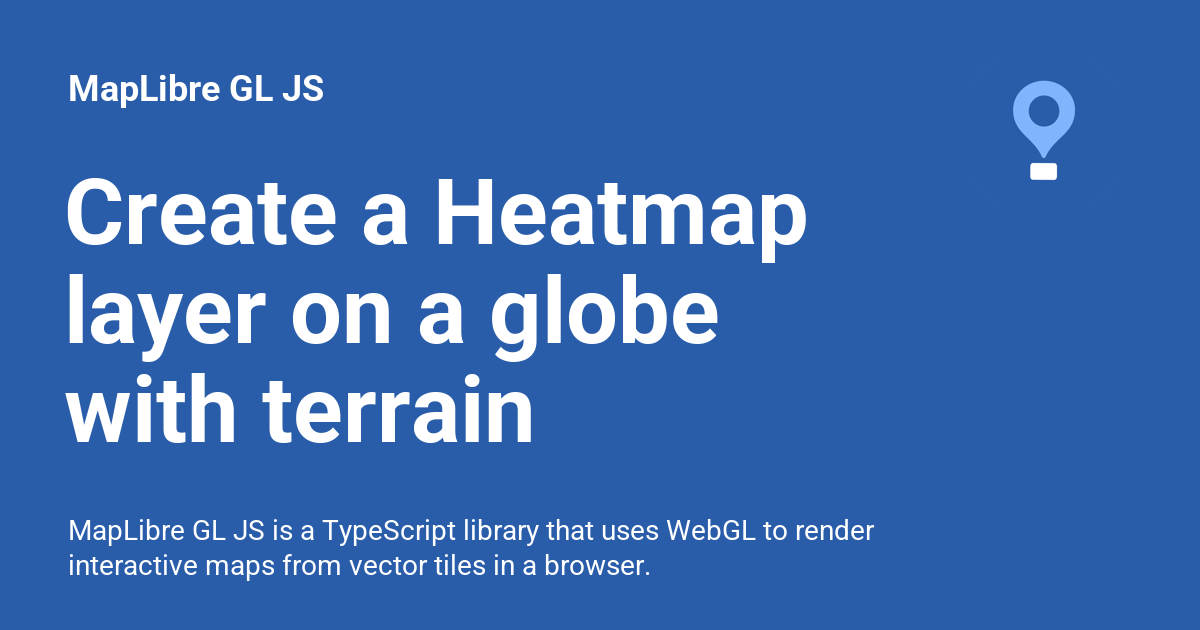 MapLibre GL JS
Create a Heatmap
layer on a globe
with terrain
MapLibre GL JS is a TypeScript library that uses WebGL to render
interactive maps from vector tiles in a browser.